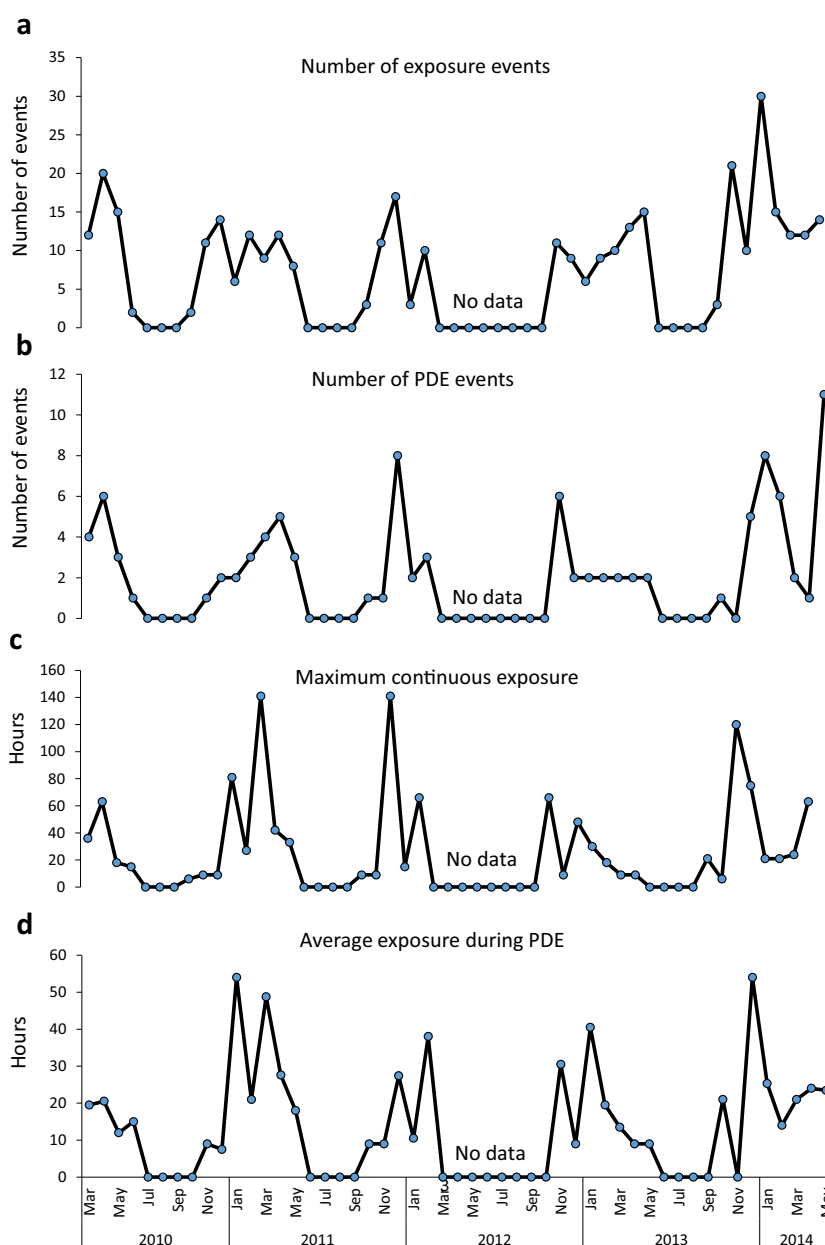 a
Number of exposure events
Number of events
35
30
25
20
15
10
5
0
No data
b
Number of PDE events
Number of events
12
10
8
6
4
2
0
No data
c
Maximum continuous exposure
Hours
160
140
120
100
80
60
40
20
0
No data
d
Average exposure during PDE
Hours
60
50
40
30
20
10
0
No data
Mar May Jul Sep Nov Jan Mar May Jul Sep Nov Jan Mar May Jul Sep Nov Jan Mar May Jul Sep Nov Jan Mar May
2010 2011 2012 2013 2014